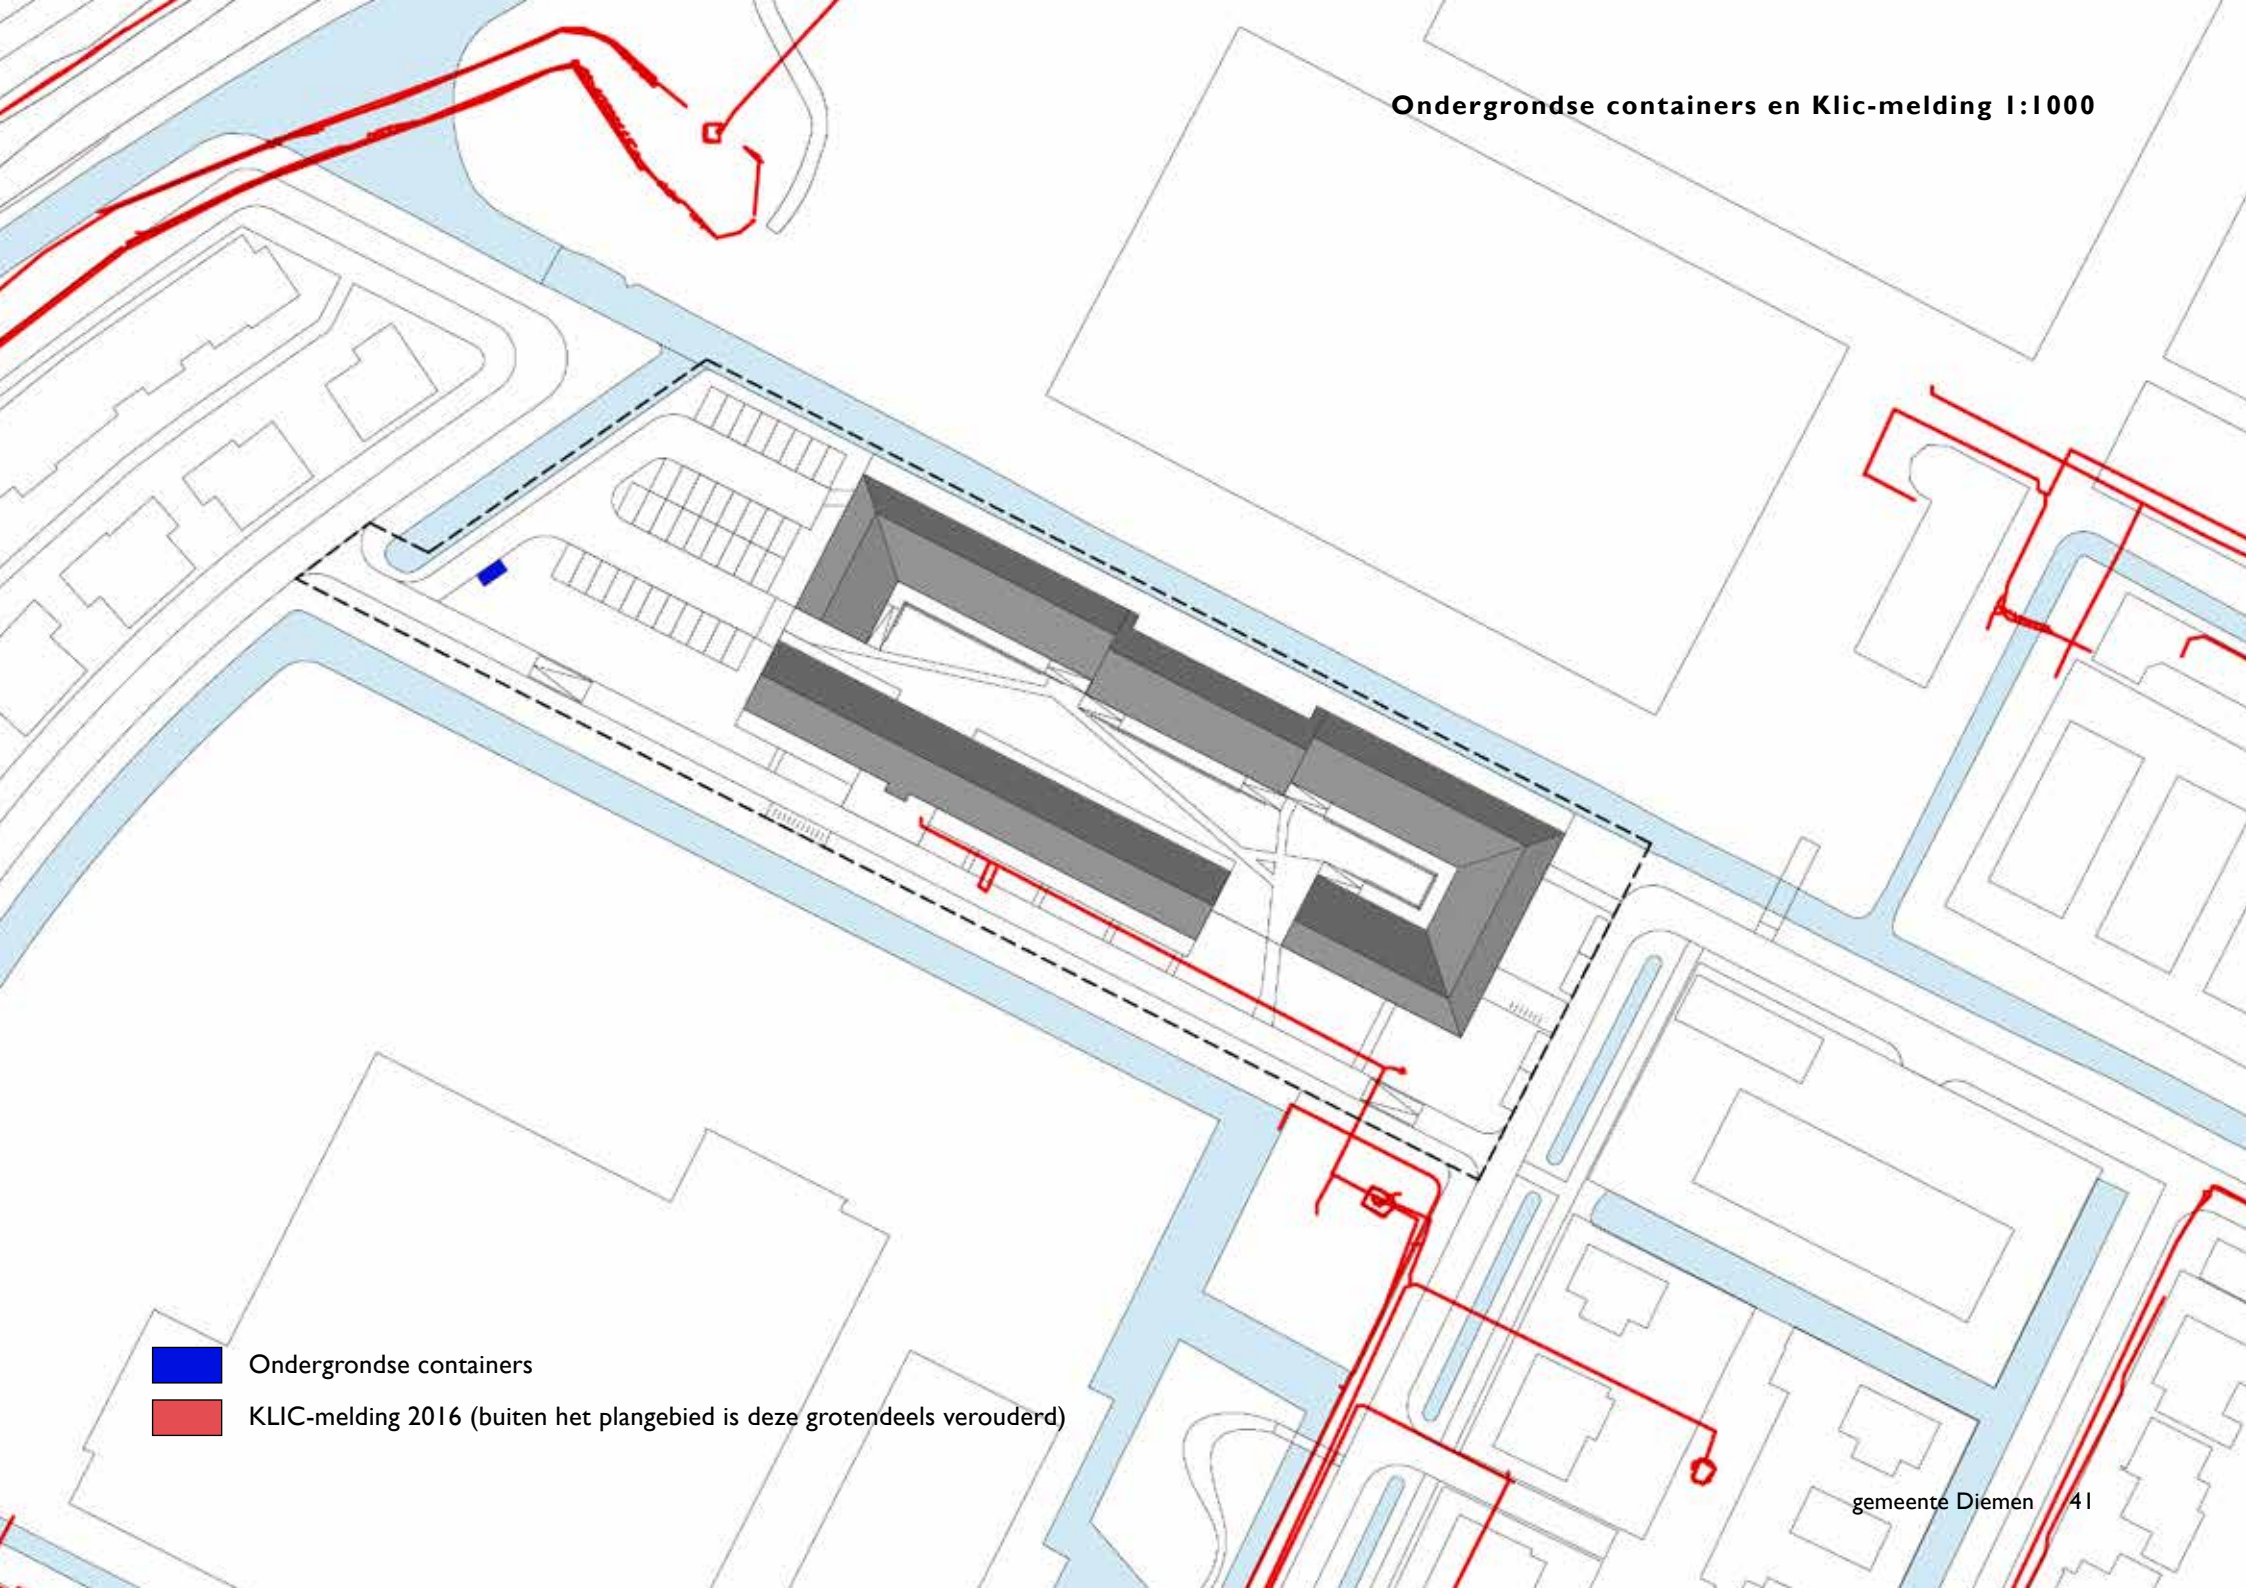 Ondergrondse containers en Klic-melding 1:1000
Ondergrondse containers
KLIC-melding 2016 (buiten het plangebied is deze grotendeels verouderd)
gemeente Diemen 41